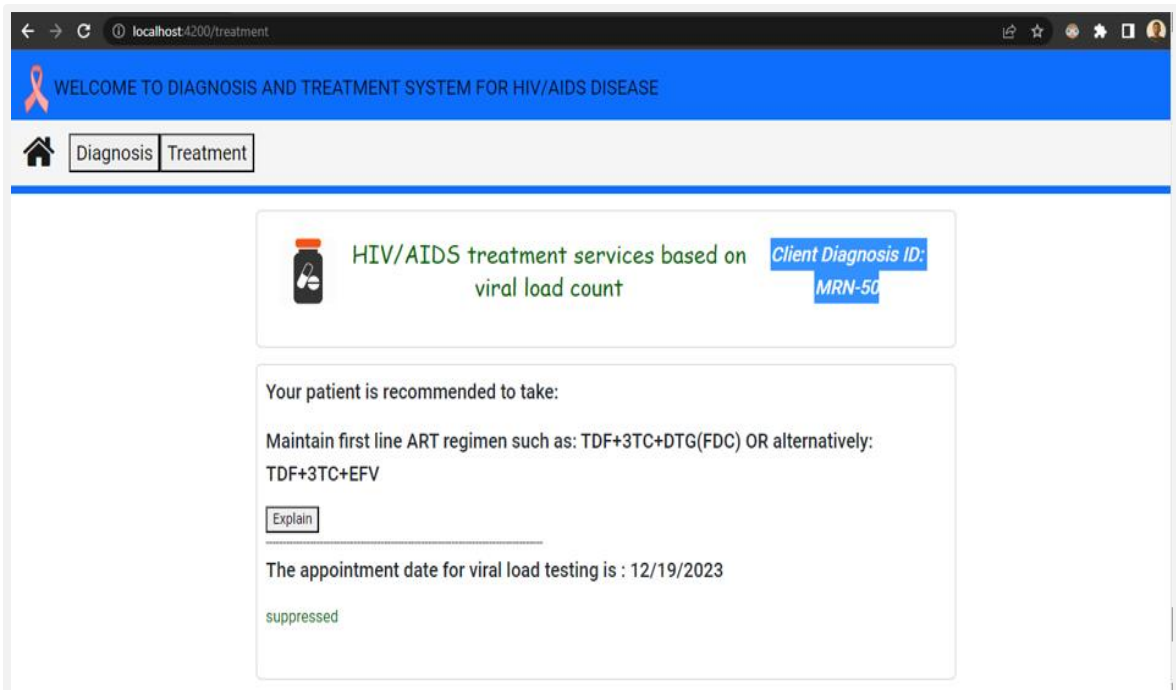 localhost:4200/treatment
WELCOME TO DIAGNOSIS AND TREATMENT SYSTEM FOR HIV/AIDS DISEASE
Diagnosis Treatment
HIV/AIDS treatment services based on
viral load count
Client Diagnosis ID:
MRN-50
Your patient is recommended to take:
Maintain first line ART regimen such as: TDF+3TC+DTG(FDC) OR alternatively:
TDF+3TC+EFV
Explain
The appointment date for viral load testing is : 12/19/2023
suppressed